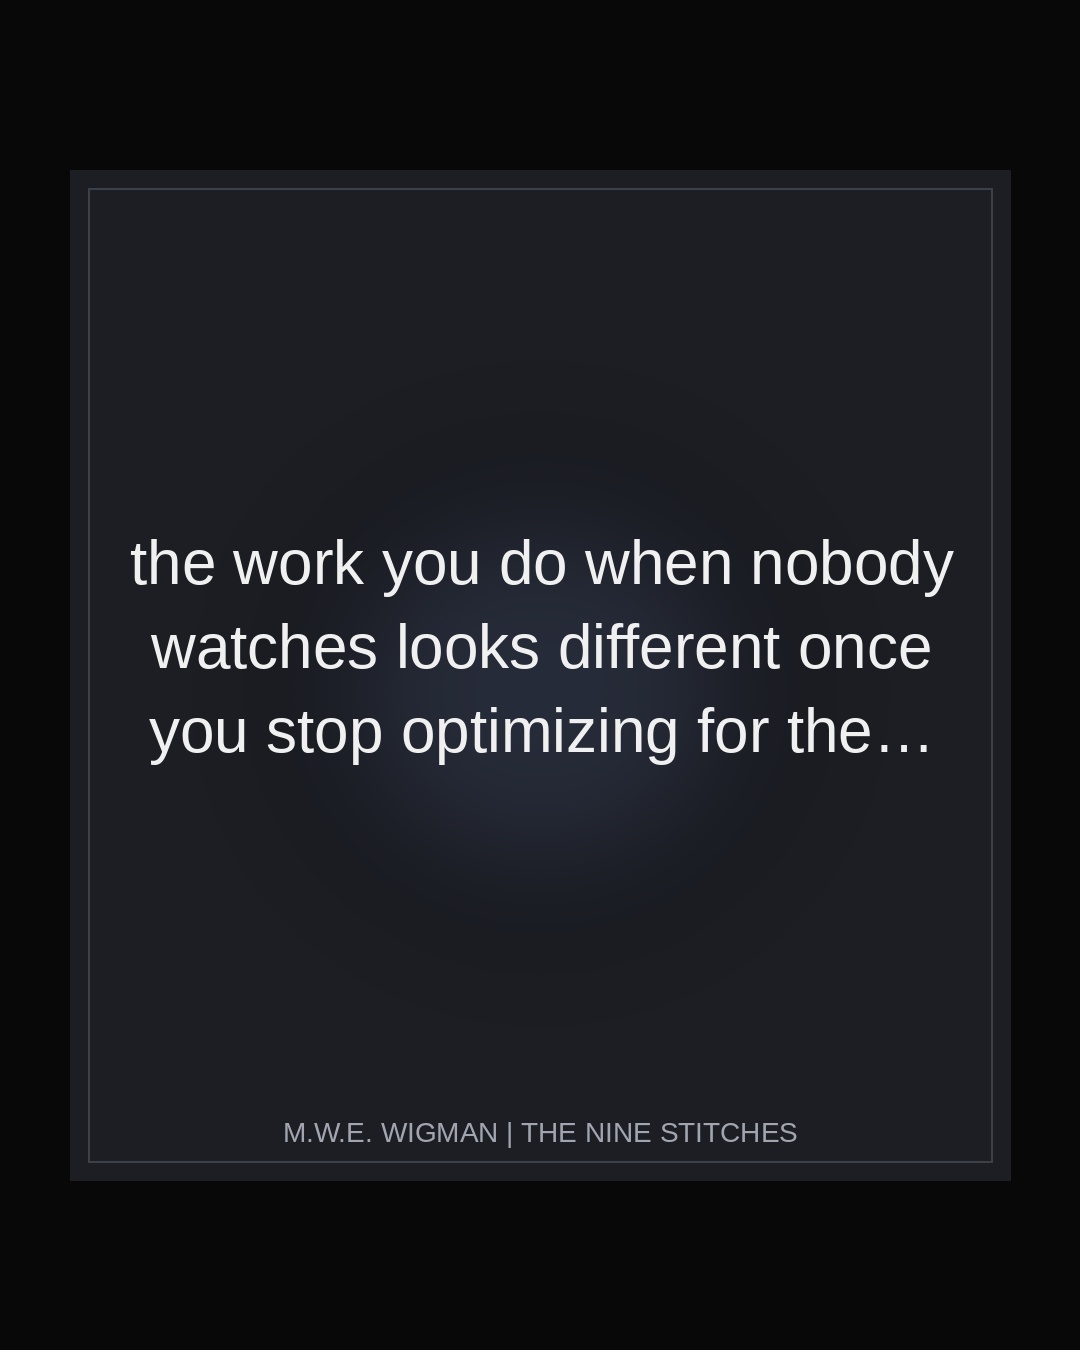 the work you do when nobody
watches looks different once
you stop optimizing for the…
M.W.E. WIGMAN | THE NINE STITCHES